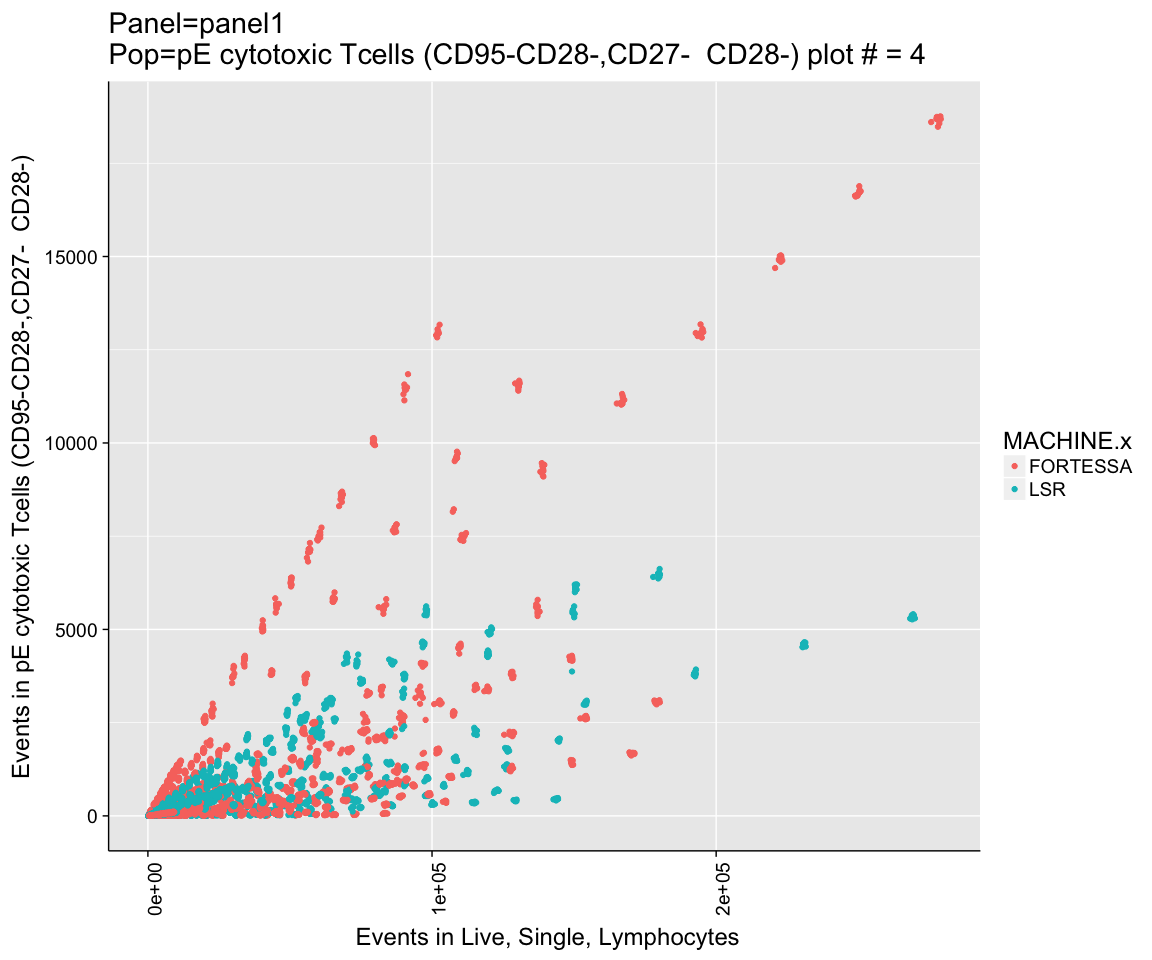 Panel=panel1
Pop=pE cytotoxic Tcells (CD95-CD28-,CD27-  CD28-) plot # = 4
Events in pE cytotoxic Tcells (CD95-CD28-,CD27-  CD28-)
15000
10000
5000
0
0e+00
1e+05
2e+05
Events in Live, Single, Lymphocytes
MACHINE.x
FORTESSA
LSR